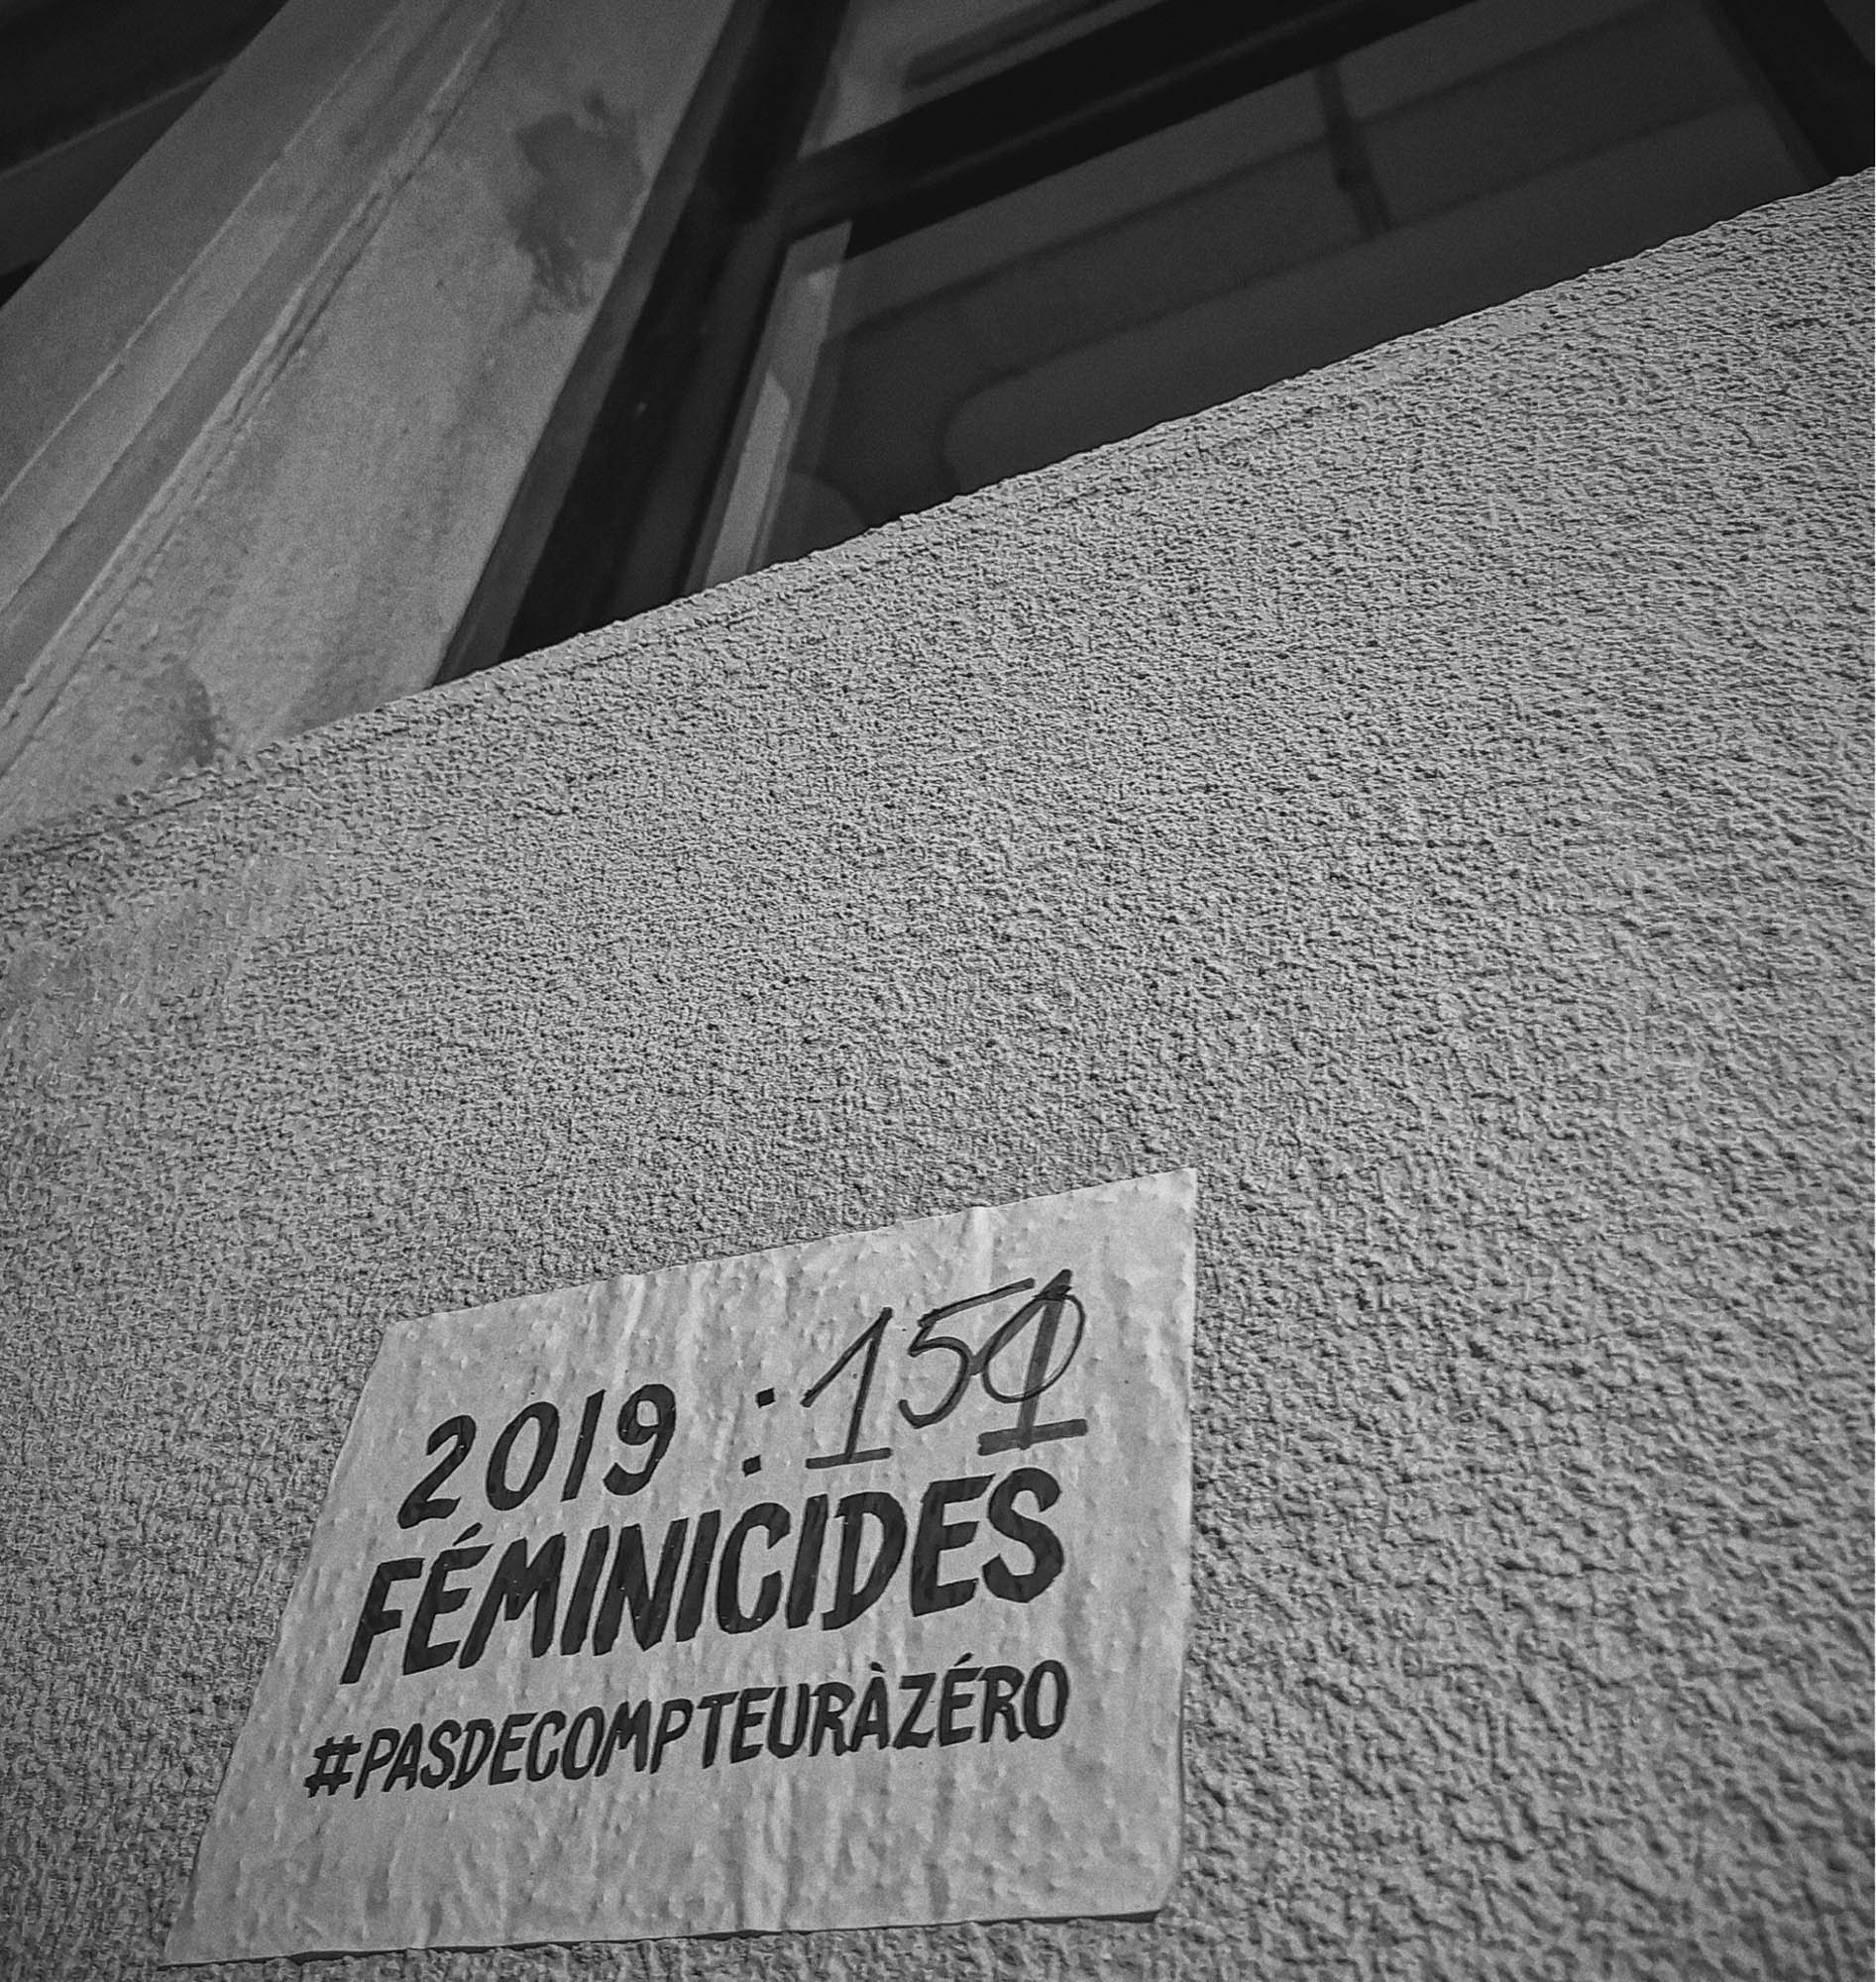 2019 : 151
FÉMINICIDES
#PASDECOMPTEURÀZÉRO